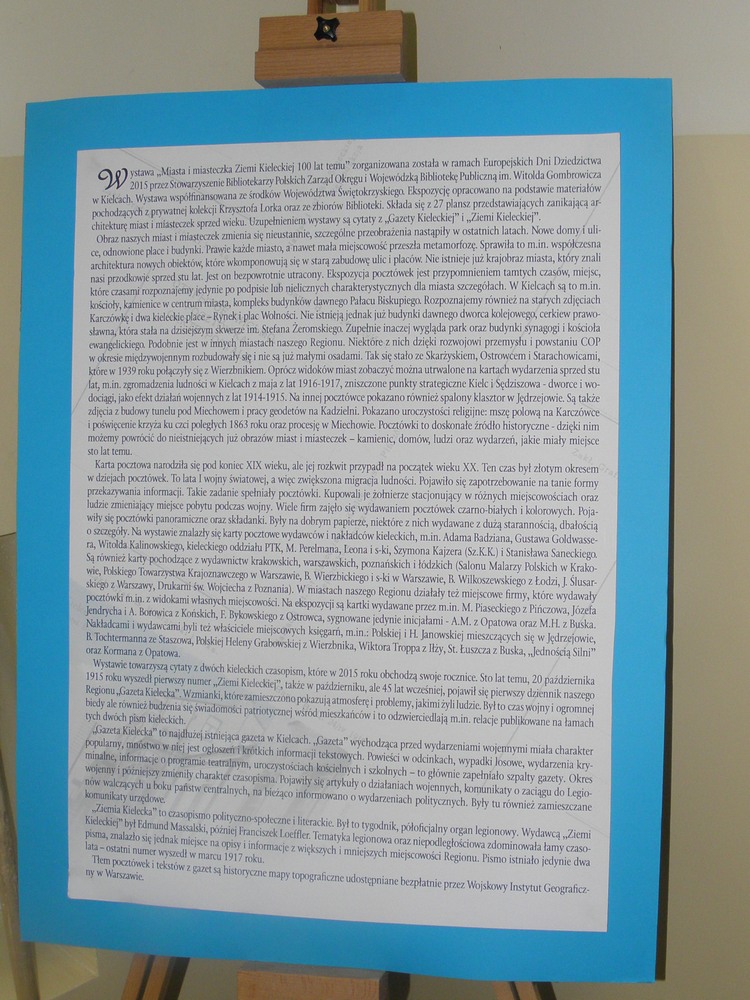 Wystawa „Miasta i miasteczka Ziemi Kieleckiej 100 lat temu” zorganizowana została w ramach Europejskich Dni Dziedzictwa
2015 przez Stowarzyszenie Bibliotekarzy Polskich Zarząd Okręgu i Wojewódzką Bibliotekę Publiczną im. Witolda Gombrowicza
w Kielcach. Wystawa współfinansowana ze środków Województwa Świętokrzyskiego. Ekspozycję opracowano na podstawie materiałów
pochodzących z prywatnej kolekcji Krzysztofa Lorka oraz ze zbiorów Biblioteki. Składa się z 27 plansz przedstawiających zanikającą ar-
chitekturę miast i miasteczek sprzed wieku. Uzupełnieniem wystawy są cytaty z „Gazety Kieleckiej” i „Ziemi Kieleckiej”.
Obraz naszych miast i miasteczek zmienia się nieustannie, szczególne przeobrażenia nastąpiły w ostatnich latach. Nowe domy i uli-
ce, odnowione place i budynki. Prawie każde miasto, a nawet mała miejscowość przeszła metamorfozę. Sprawiła to m.in. współczesna
architektura nowych obiektów, które wkomponowują się w starą zabudowę ulic i placów. Nie istnieje już krajobraz miasta, który znali
nasi przodkowie sprzed stu lat. Jest on bezpowrotnie utracony. Ekspozycja pocztówek jest przypomnieniem tamtych czasów, miejsc,
które czasami rozpoznajemy jedynie po podpisie lub nielicznych charakterystycznych dla miasta szczegółach. W Kielcach są to m.in.
kościoły, kamienice w centrum miasta, kompleks budynków dawnego Pałacu Biskupiego. Rozpoznajemy również na starych zdjęciach
Karczówkę i dwa kieleckie place – Rynek i plac Wolności. Nie istnieją jednak już budynki dawnego dworca kolejowego, cerkiew prawo-
sławna, która stała na dzisiejszym skwerze im. Stefana Żeromskiego. Zupełnie inaczej wygląda park oraz budynki synagogi i kościoła
ewangelickiego. Podobnie jest w innych miastach naszego Regionu. Niektóre z nich dzięki rozwojowi przemysłu i powstaniu COP
w okresie międzywojennym rozbudowały się i nie są już małymi osadami. Tak się stało ze Skarżyskiem, Ostrowcem i Starachowicami,
które w 1939 roku połączyły się z Wierzbnikiem. Oprócz widoków miast zobaczyć można utrwalone na kartach wydarzenia sprzed stu
lat, m.in. zgromadzenia ludności w Kielcach z maja z lat 1916-1917, zniszczone punkty strategiczne Kielc i Sędziszowa - dworce i wo-
dociągi, jako efekt działań wojennych z lat 1914-1915. Na innej pocztówce pokazano również spalony klasztor w Jędrzejowie. Są także
zdjęcia z budowy tunelu pod Miechowem i pracy geodetów na Kadzielni. Pokazano uroczystości religijne: mszę polową na Karczówce
i poświęcenie krzyża ku czci poległych 1863 roku oraz procesję w Miechowie. Pocztówki to doskonałe źródło historyczne - dzięki nim
możemy powrócić do nieistniejących już obrazów miast i miasteczek – kamienic, domów, ludzi oraz wydarzeń, jakie miały miejsce
sto lat temu.
Karta pocztowa narodziła się pod koniec XIX wieku, ale jej rozkwit przypadł na początek wieku XX. Ten czas był złotym okresem
w dziejach pocztówek. To lata I wojny światowej, a więc zwiększona migracja ludności. Pojawiło się zapotrzebowanie na tanie formy
przekazywania informacji. Takie zadanie spełniały pocztówki. Kupowali je żołnierze stacjonujący w różnych miejscowościach oraz
ludzie zmieniający miejsce pobytu podczas wojny. Wiele firm zajęło się wydawaniem pocztówek czarno-białych i kolorowych. Poja-
wiły się pocztówki panoramiczne oraz składanki. Były na dobrym papierze, niektóre z nich wydawane z dużą starannością, dbałością
o szczegóły. Na wystawie znalazły się karty pocztowe wydawców i nakładców kieleckich, m.in. Adama Badziana, Gustawa Goldwasse-
ra, Witolda Kalinowskiego, kieleckiego oddziału PTK, M. Perelmana, Leona i s-ki, Szymona Kajzera (Sz.K.K.) i Stanisława Saneckiego.
Są również karty pochodzące z wydawnictw krakowskich, warszawskich, poznańskich i łódzkich (Salonu Malarzy Polskich w Krako-
wie, Polskiego Towarzystwa Krajoznawczego w Warszawie, B. Wierzbickiego i s-ki w Warszawie, B. Wilkoszewskiego z Łodzi, J. Ślusar-
skiego z Warszawy, Drukarni św. Wojciecha z Poznania). W miastach naszego Regionu działały też miejscowe firmy, które wydawały
pocztówki m.in. z widokami własnych miejscowości. Na ekspozycji są kartki wydawane przez m.in. M. Piaseckiego z Pińczowa, Józefa
Jendrycha i A. Borowica z Końskich, F. Bykowskiego z Ostrowca, sygnowane jedynie inicjałami - A.M. z Opatowa oraz M.H. z Buska.
Nakładcami i wydawcami byli też właściciele miejscowych księgarń, m.in.: Polskiej i H. Janowskiej mieszczących się w Jędrzejowie,
B. Tochtermanna ze Staszowa, Polskiej Heleny Grabowskiej z Wierzbnika, Wiktora Troppa z Iłży, St. Łuszcza z Buska, „Jednością Silni”
oraz Kormana z Opatowa.
Wystawie towarzyszą cytaty z dwóch kieleckich czasopism, które w 2015 roku obchodzą swoje rocznice. Sto lat temu, 20 października
1915 roku wyszedł pierwszy numer „Ziemi Kieleckiej”, także w październiku, ale 45 lat wcześniej, pojawił się pierwszy dziennik naszego
Regionu „Gazeta Kielecka”. Wzmianki, które zamieszczono pokazują atmosferę i problemy, jakimi żyli ludzie. Był to czas wojny i ogromnej
biedy ale również budzenia się świadomości patriotycznej wśród mieszkańców i to odzwierciedlają m.in. relacje publikowane na łamach
tych dwóch pism kieleckich.
„Gazeta Kielecka” to najdłużej istniejąca gazeta w Kielcach. „Gazeta” wychodząca przed wydarzeniami wojennymi miała charakter
popularny, mnóstwo w niej jest ogłoszeń i krótkich informacji tekstowych. Powieści w odcinkach, wypadki losowe, wydarzenia kry-
minalne, informacje o programie teatralnym, uroczystościach kościelnych i szkolnych – to głównie zapełniało szpalty gazety. Okres
wojenny i późniejszy zmieniły charakter czasopisma. Pojawiły się artykuły o działaniach wojennych, komunikaty o zaciągu do Legio-
nów walczących u boku państw centralnych, na bieżąco informowano o wydarzeniach politycznych. Były tu również zamieszczane
komunikaty urzędowe.
„Ziemia Kielecka” to czasopismo polityczno-społeczne i literackie. Był to tygodnik, półoficjalny organ legionowy. Wydawcą „Ziemi
Kieleckiej” był Edmund Massalski, później Franciszek Loeffler. Tematyka legionowa oraz niepodległościowa zdominowała łamy czaso-
pisma, znalazło się jednak miejsce na opisy i informacje z większych i mniejszych miejscowości Regionu. Pismo istniało jedynie dwa
lata – ostatni numer wyszedł w marcu 1917 roku.
Tłem pocztówek i tekstów z gazet są historyczne mapy topograficzne udostępniane bezpłatnie przez Wojskowy Instytut Geograficz-
ny w Warszawie.